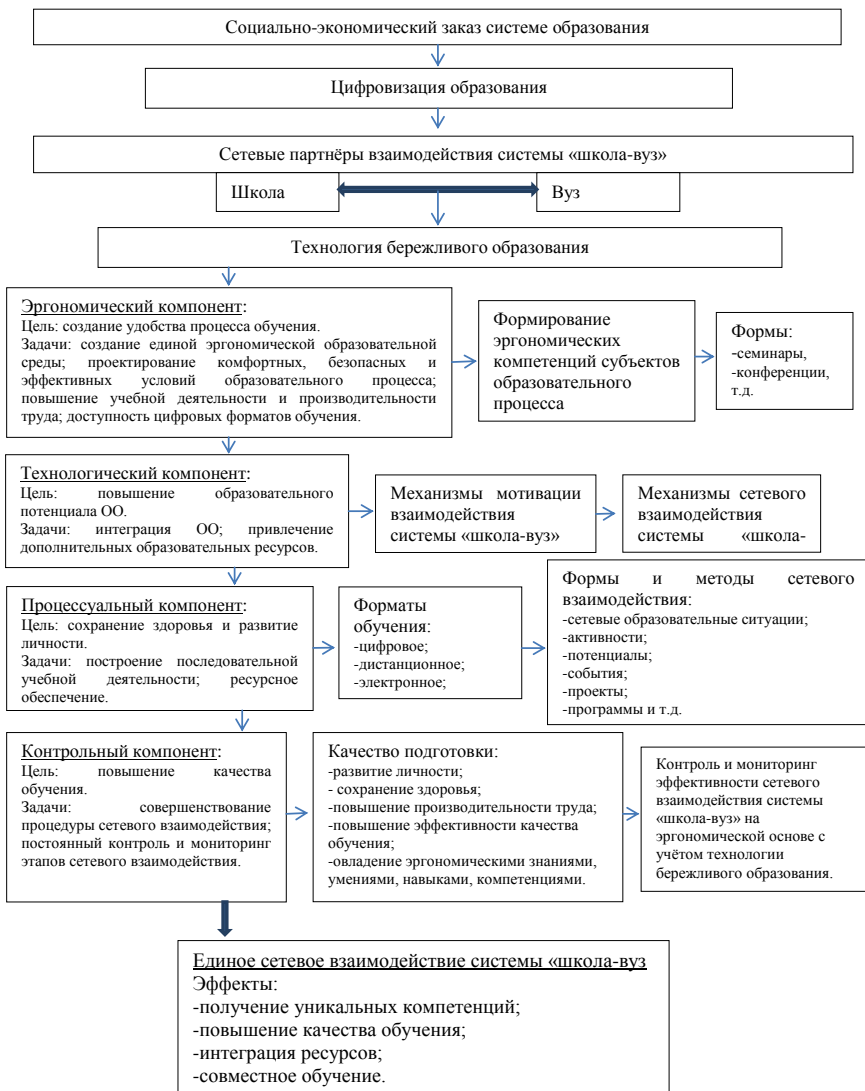 Социально-экономический заказ системе образования
Цифровизация образования
Сетевые партнёры взаимодействия системы «школа-вуз»
Школа
Вуз
Технология бережливого образования
Эргономический компонент:
Цель: создание удобства процесса обучения.
Задачи: создание единой эргономической образовательной
среды; проектирование комфортных, безопасных и
эффективных условий образовательного процесса;
повышение учебной деятельности и производительности
труда; доступность цифровых форматов обучения.
Формирование
эргономических
компетенций субъектов
образовательного
процесса
Формы:
-семинары,
-конференции,
т.д.
Технологический компонент:
Цель: повышение образовательного
потенциала ОО.
Задачи: интеграция ОО; привлечение
дополнительных образовательных ресурсов.
Механизмы мотивации
взаимодействия
системы «школа-вуз»
Механизмы сетевого
взаимодействия
системы «школа-
Процессуальный компонент:
Цель: сохранение здоровья и развитие
личности.
Задачи: построение последовательной
учебной деятельности; ресурсное
обеспечение.
Форматы
обучения:
-цифровое;
-дистанционное;
-электронное;
Формы и методы сетевого
взаимодействия:
-сетевые образовательные ситуации;
-активности;
-потенциалы;
-события;
-проекты;
-программы и т.д.
Контрольный компонент:
Цель: повышение качества
обучения.
Задачи: совершенствование
процедуры сетевого взаимодействия;
постоянный контроль и мониторинг
этапов сетевого взаимодействия.
Качество подготовки:
-развитие личности;
- сохранение здоровья;
-повышение производительности труда;
-повышение эффективности качества
обучения;
-овладение эргономическими знаниями,
умениями, навыками, компетенциями.
Контроль и мониторинг
эффективности сетевого
взаимодействия системы
«школа-вуз» на
эргономической основе с
учётом технологии
бережливого образования.
Единое сетевое взаимодействие системы «школа-вуз
Эффекты:
-получение уникальных компетенций;
-повышение качества обучения;
-интеграция ресурсов;
-совместное обучение.